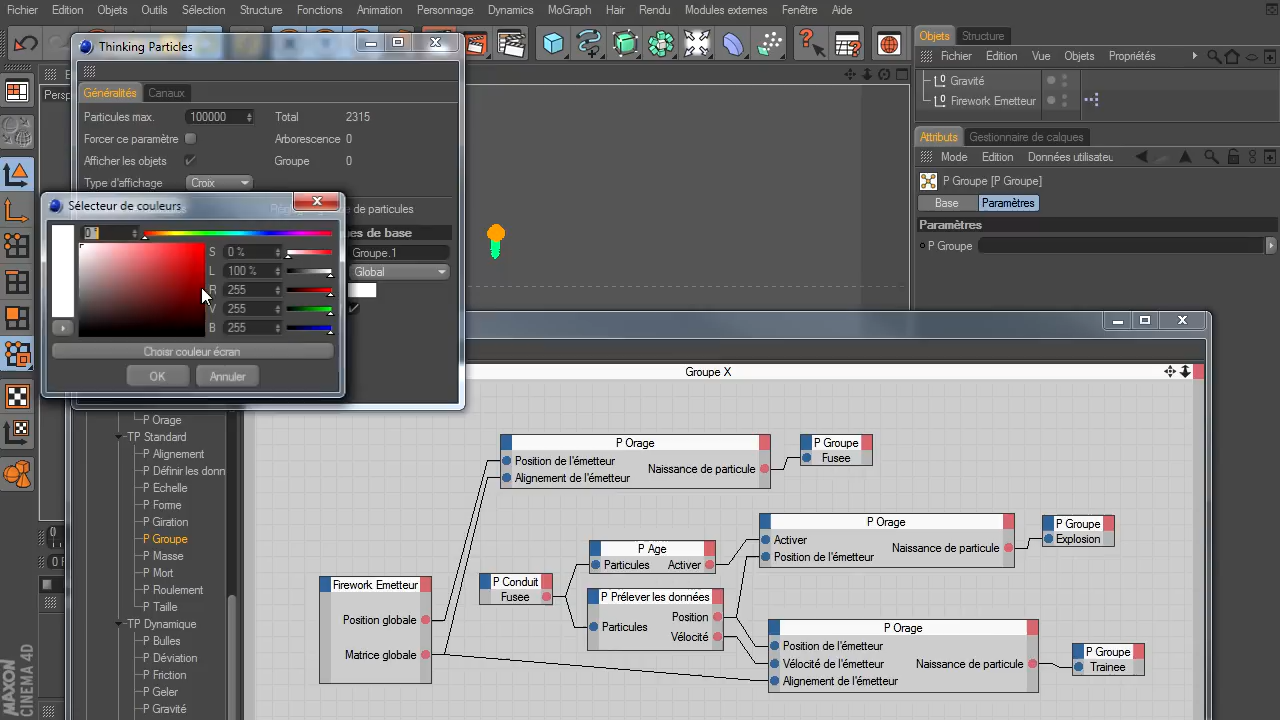 Fichier Edition Objets Outils Sélection Structure Fonctions Animation Personnage Dynamics MoGraph Hair Rendu Modules externes Fenêtre Aide
Thinking Particles
Objets Structure
Fichier Edition Vue Objets Propriétés
Persp
Généralités Canaux
Gravité
Firework Emetteur
Particules max. 100000 Total 2315
Forcer ce paramètre Arborescence 0
Afficher les objets Groupe 0
Type d'affichage Croix
Attributs Gestionnaire de calques
Mode Edition Données utilisateu
P Groupe [P Groupe]
Base Paramètres
Paramètres
P Groupe
Sélecteur de couleurs
de particules
es de base
Groupe.1
Global
0°
S 0 %
L 100 %
R 255
V 255
B 255
Choisr couleur écran
OK Annuler
Groupe X
P Orage
TP Standard
P Alignement
P Définir les donn
P Echelle
P Forme
P Giration
P Groupe
P Masse
P Mort
P Roulement
P Taille
TP Dynamique
P Bulles
P Déviation
P Friction
P Geler
P Gravité
P Orage
Position de l'émetteur
Alignement de l'émetteur
Naissance de particule
P Groupe
Fusee
P Orage
Activer
Position de l'émetteur
Naissance de particule
P Groupe
Explosion
P Age
Particules Activer
P Conduit
Fusee
P Prélever les données
Particules
Position
Vélocité
Firework Emetteur
Position globale
Matrice globale
P Orage
Position de l'émetteur
Vélocité de l'émetteur
Alignement de l'émetteur
Naissance de particule
P Groupe
Trainee
MAXON
CINEMA 4D